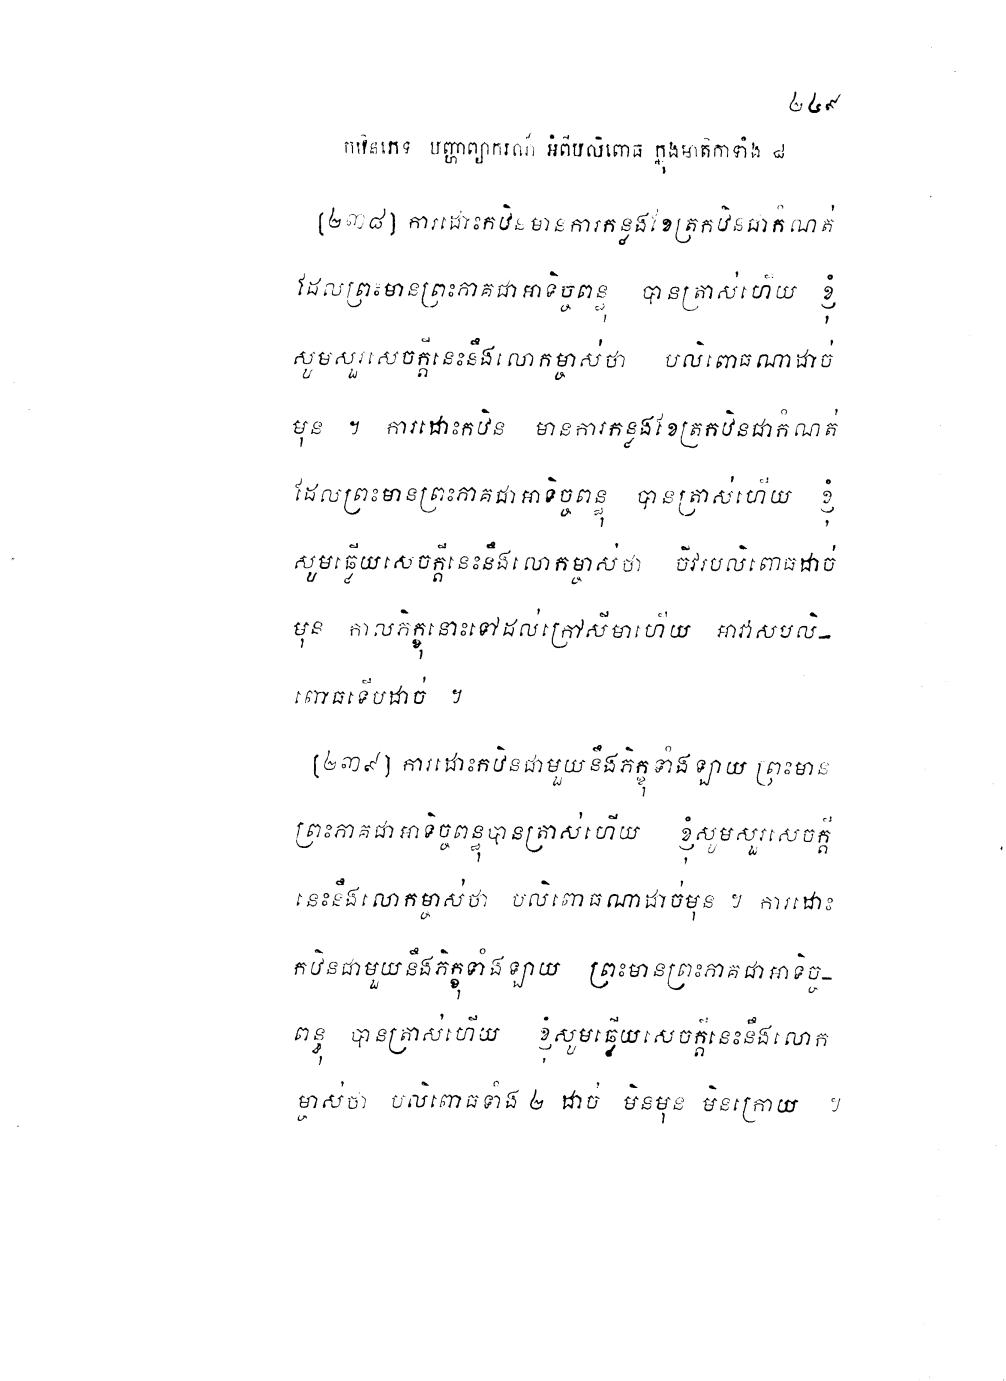 ២៤៩
កឋិនភេទ បញ្ហាព្យាករណ៍ អំពីបលិពោធ ក្នុងមាតិកាទាំង ៨
[២៣៨] ការដោះកឋិនមានការកន្លងខែត្រកឋិនជាកំណត់
ដែលព្រះមានព្រះភាគជាអាទិច្ចពន្ធុ បានត្រាស់ហើយ ខ្ញុំ
សូមសួរសេចក្តីនេះនឹងលោកម្ចាស់ថា បលិពោធណាដាច់
មុន ។ ការដោះកឋិន មានការកន្លងខែត្រកឋិនជាកំណត់
ដែលព្រះមានព្រះភាគជាអាទិច្ចពន្ធុ បានត្រាស់ហើយ ខ្ញុំ
សូមឆ្លើយសេចក្តីនេះនឹងលោកម្ចាស់ថា ចីវរបលិពោធដាច់
មុន កាលភិក្ខុនោះទៅដល់ក្រៅសីមាហើយ អាវាសបលិ-
ពោធទើបដាច់ ។
[២៣៩] ការដោះកឋិនជាមួយនឹងភិក្ខុទាំងឡាយ ព្រះមាន
ព្រះភាគជាអាទិច្ចពន្ធុបានត្រាស់ហើយ ខ្ញុំសូមសួរសេចក្តី
នេះនឹងលោកម្ចាស់ថា បលិពោធណាដាច់មុន ។ ការដោះ
កឋិនជាមួយនឹងភិក្ខុទាំងឡាយ ព្រះមានព្រះភាគជាអាទិច្ច-
ពន្ធុ បានត្រាស់ហើយ ខ្ញុំសូមឆ្លើយសេចក្តីនេះនឹងលោក
ម្ចាស់ថា បលិពោធទាំង ២ ដាច់ មិនមុន មិនក្រោយ ។